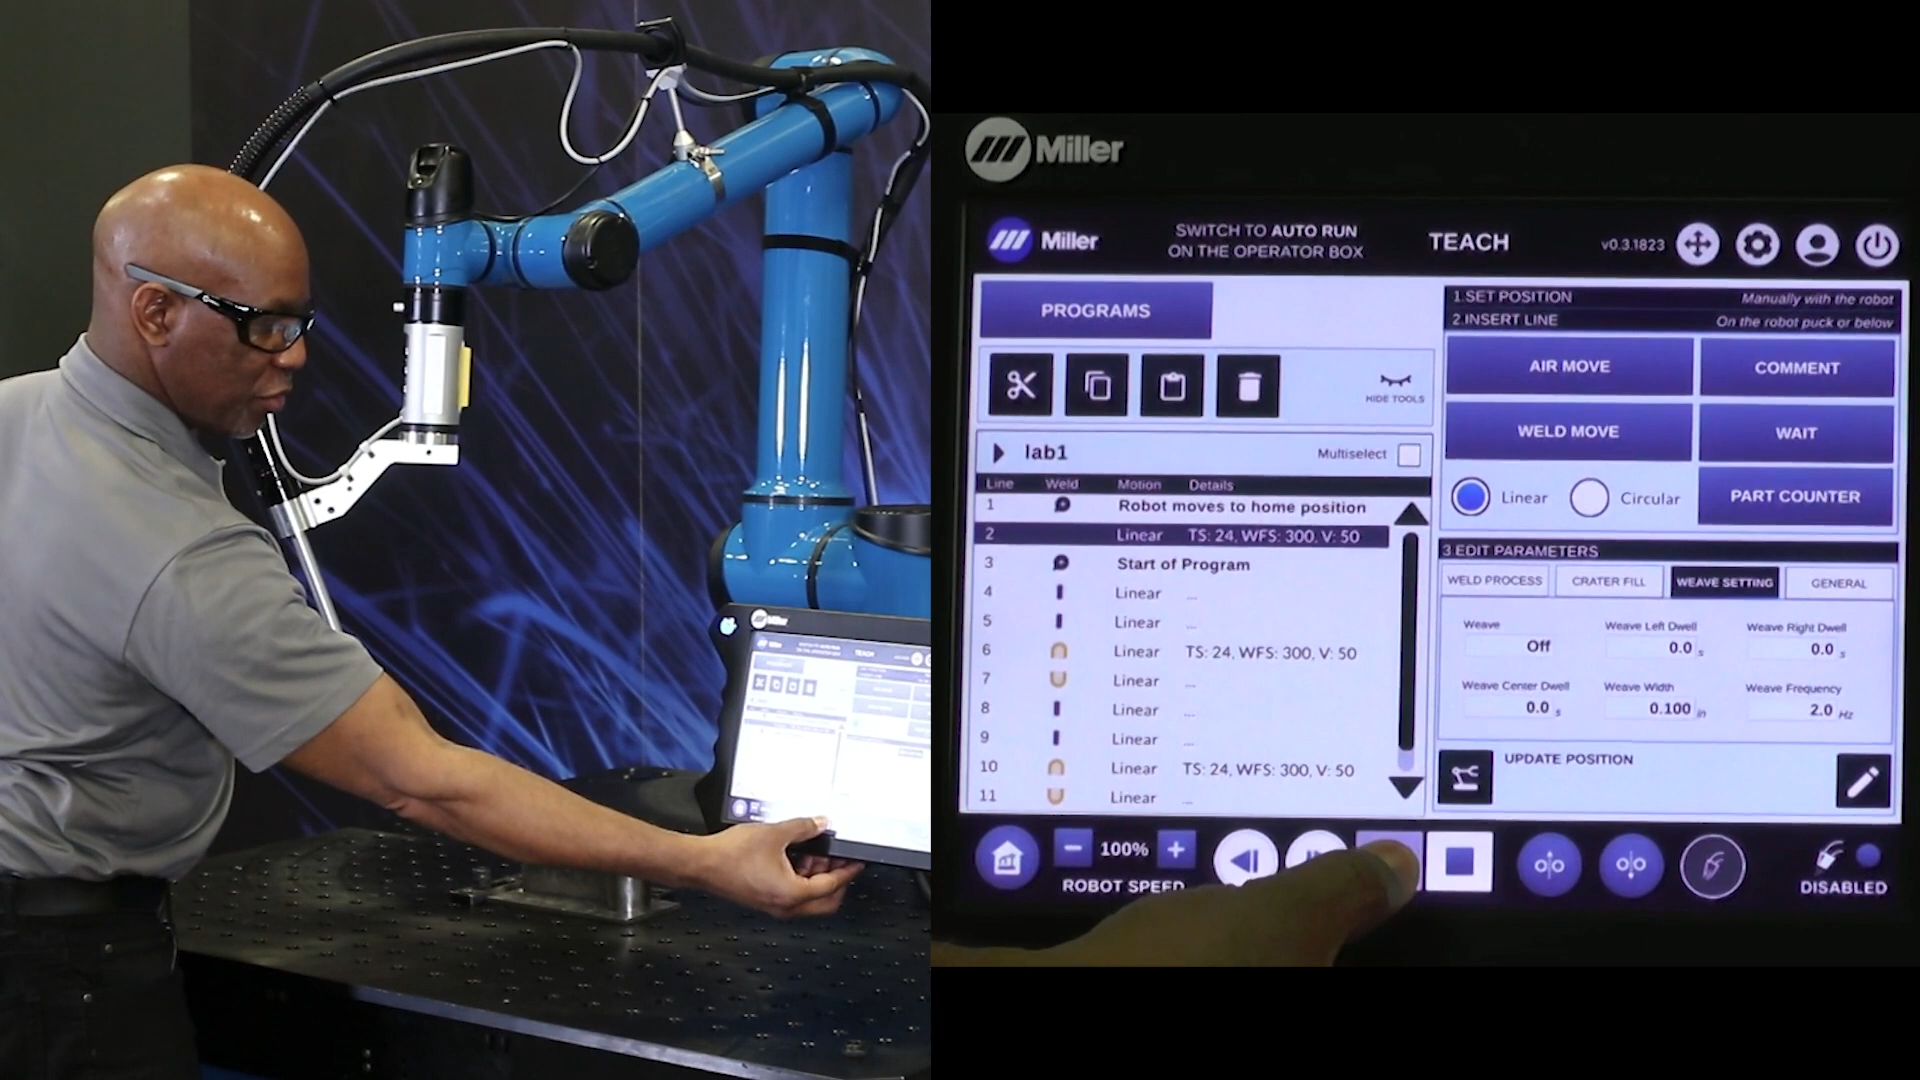 Miller
Miller
SWITCH TO AUTO RUN
ON THE OPERATOR BOX
TEACH
v0.3.1823
PROGRAMS
HIDE TOOLS
lab1
Multiselect
Line Weld Motion Details
1 Robot moves to home position
2 Linear TS: 24, WFS: 300, V: 50
3 Start of Program
4 Linear ...
5 Linear ...
6 Linear TS: 24, WFS: 300, V: 50
7 Linear ...
8 Linear ...
9 Linear ...
10 Linear TS: 24, WFS: 300, V: 50
11 Linear ...
1.SET POSITION Manually with the robot
2.INSERT LINE On the robot puck or below
AIR MOVE COMMENT
WELD MOVE WAIT
Linear Circular PART COUNTER
3.EDIT PARAMETERS
WELD PROCESS CRATER FILL WEAVE SETTING GENERAL
Weave Weave Left Dwell Weave Right Dwell
Off 0.0 s 0.0 s
Weave Center Dwell Weave Width Weave Frequency
0.0 s 0.100 in 2.0 Hz
UPDATE POSITION
100%
ROBOT SPEED
DISABLED
Miller
Miller
TEACH